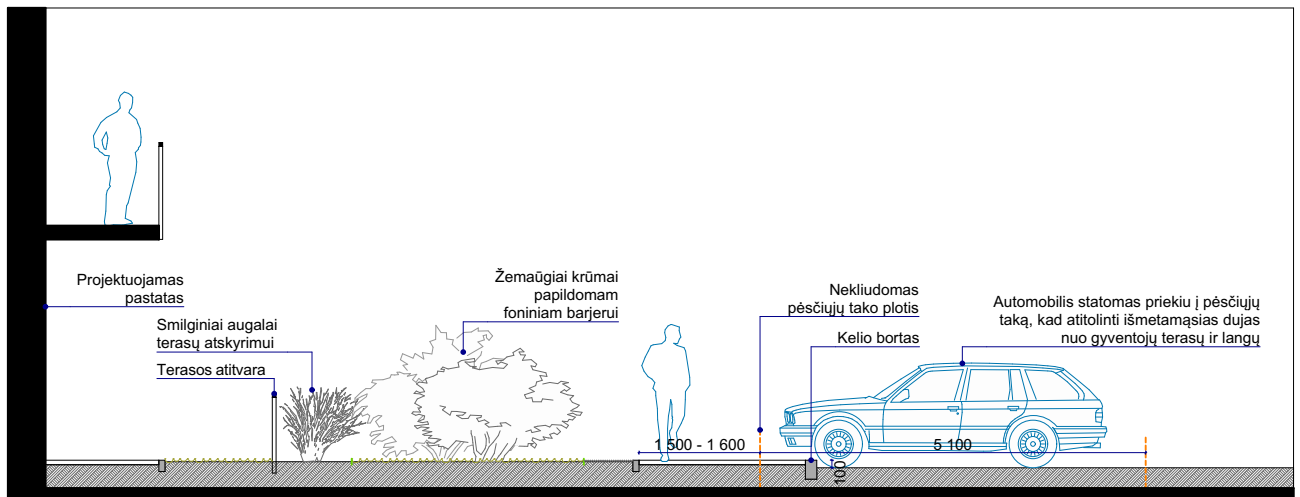 Projektuojamas
pastatas
Smilginiai augalai
terasų atskyrimui
Terasos atitvara
Žemaūgiai krūmai
papildomam
foniniam barjerui
Nekliudomas
pėsčiųjų tako plotis
Kelio bortas
Automobilis statomas priekiu į pėsčiųjų
taką, kad atitolinti išmetamąsias dujas
nuo gyventojų terasų ir langų
1 500 - 1 600
5 100
100